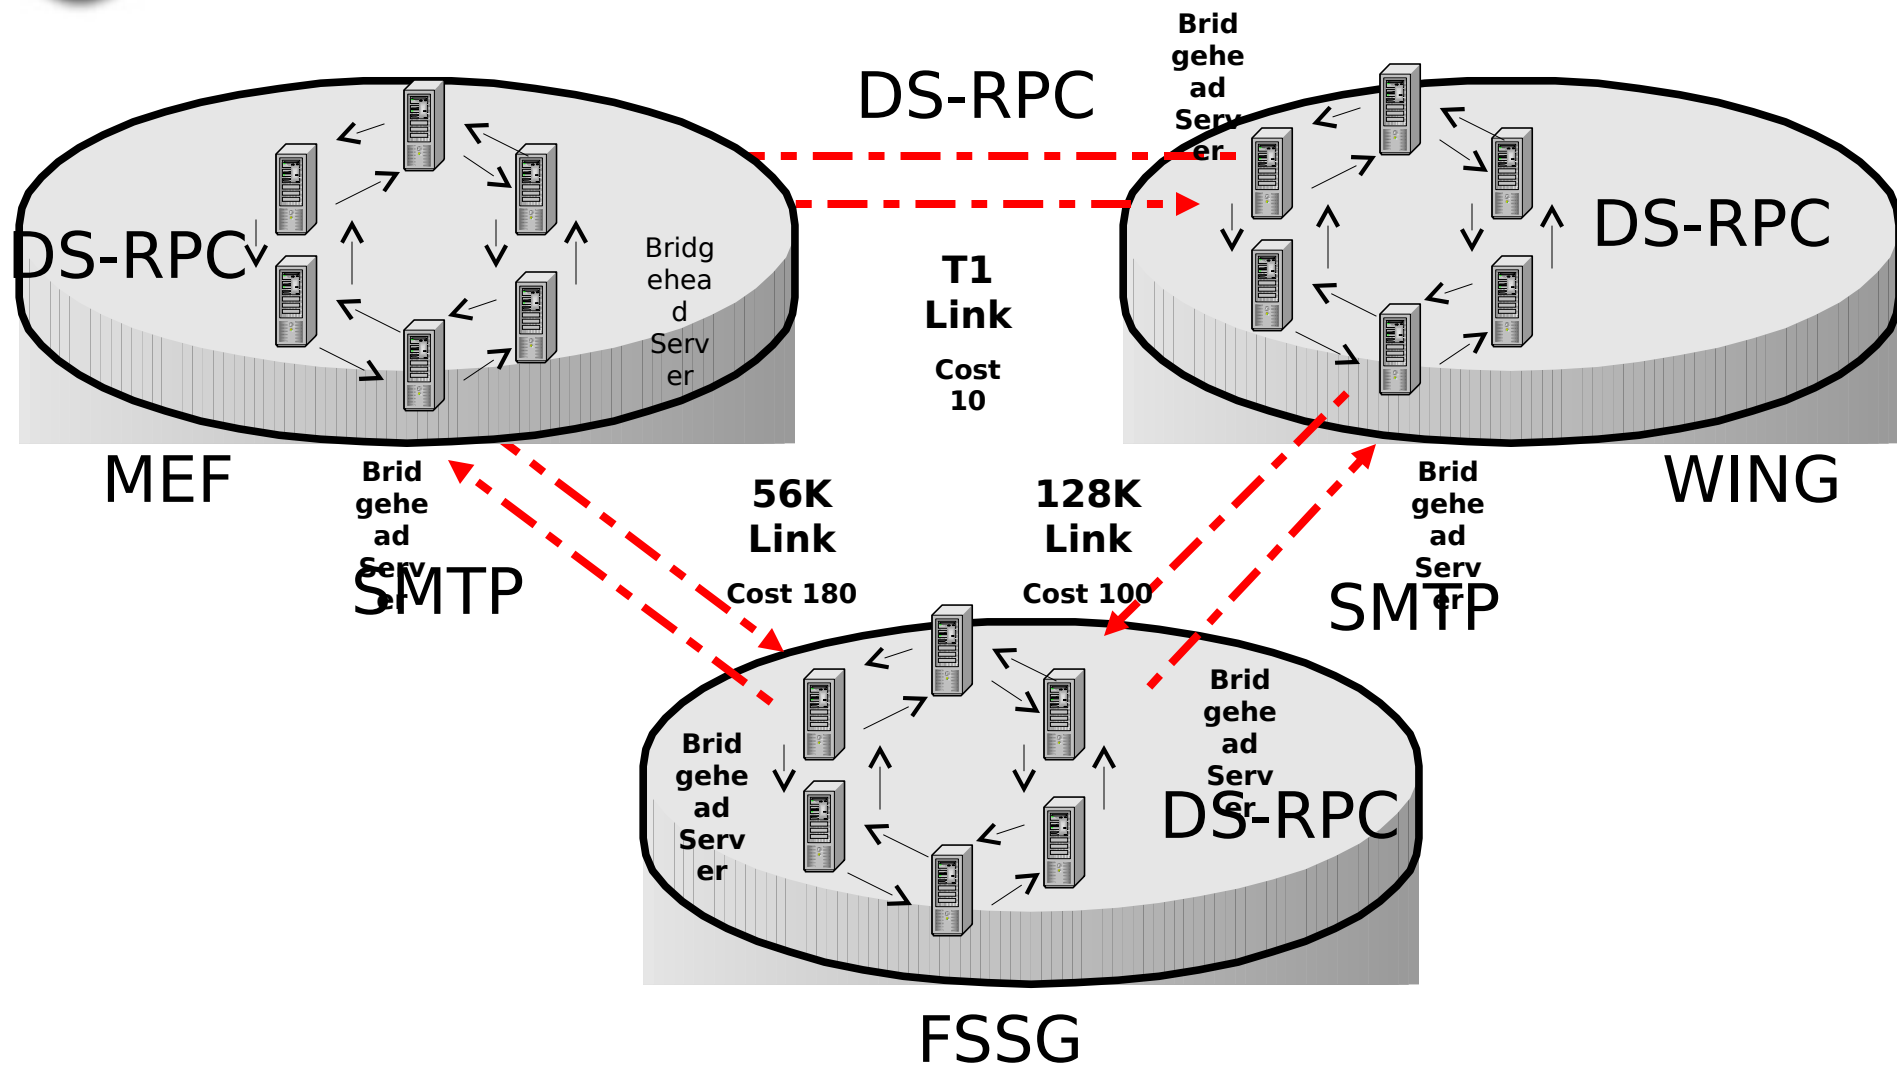 Brid
gehe
ad
Serv
er
DS-RPC
DS-RPC
DS-RPC
Bridg
ehea
d
Serv
er
T1
Link
Cost
10
MEF
WING
Brid
gehe
ad
Serv
er
SMTP
56K
Link
Cost 180
128K
Link
Cost 100
Brid
gehe
ad
Serv
er
SMTP
Brid
gehe
ad
Serv
er
Brid
gehe
ad
Serv
er
DS-RPC
FSSG